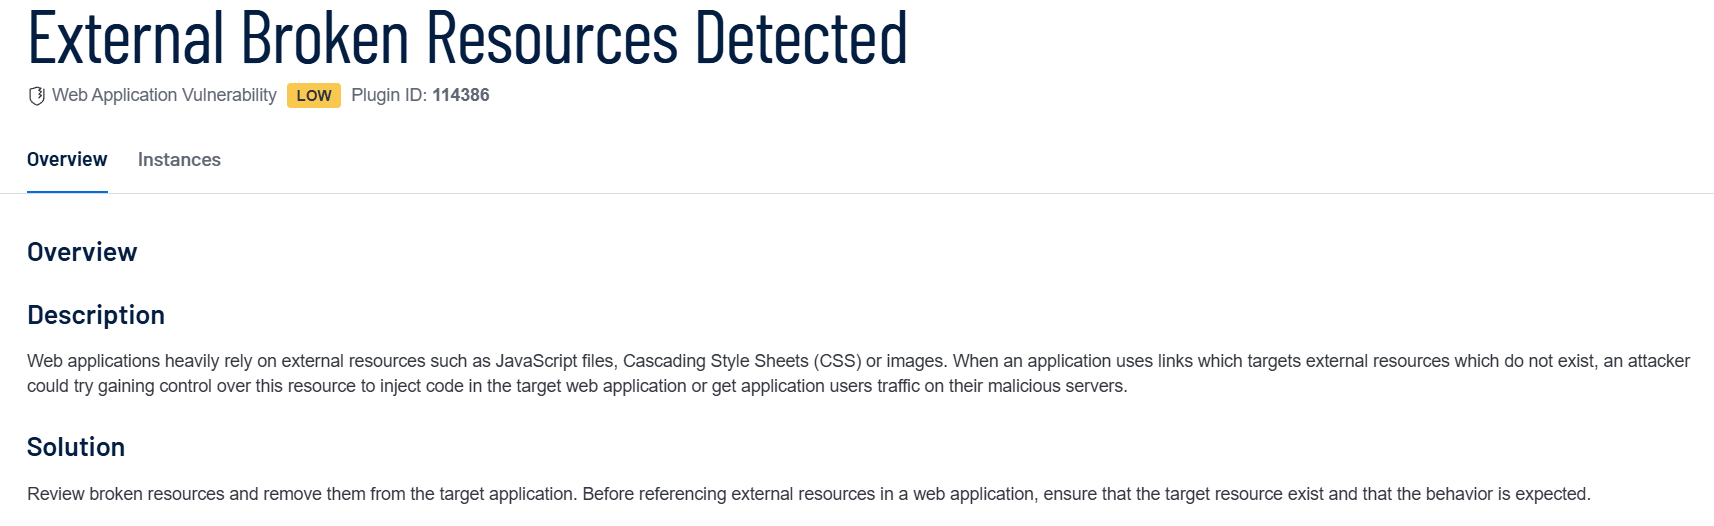 External Broken Resources Detected
Web Application Vulnerability LOW Plugin ID: 114386
Overview Instances
Overview
Description
Web applications heavily rely on external resources such as JavaScript files, Cascading Style Sheets (CSS) or images. When an application uses links which targets external resources which do not exist, an attacker
could try gaining control over this resource to inject code in the target web application or get application users traffic on their malicious servers.
Solution
Review broken resources and remove them from the target application. Before referencing external resources in a web application, ensure that the target resource exist and that the behavior is expected.